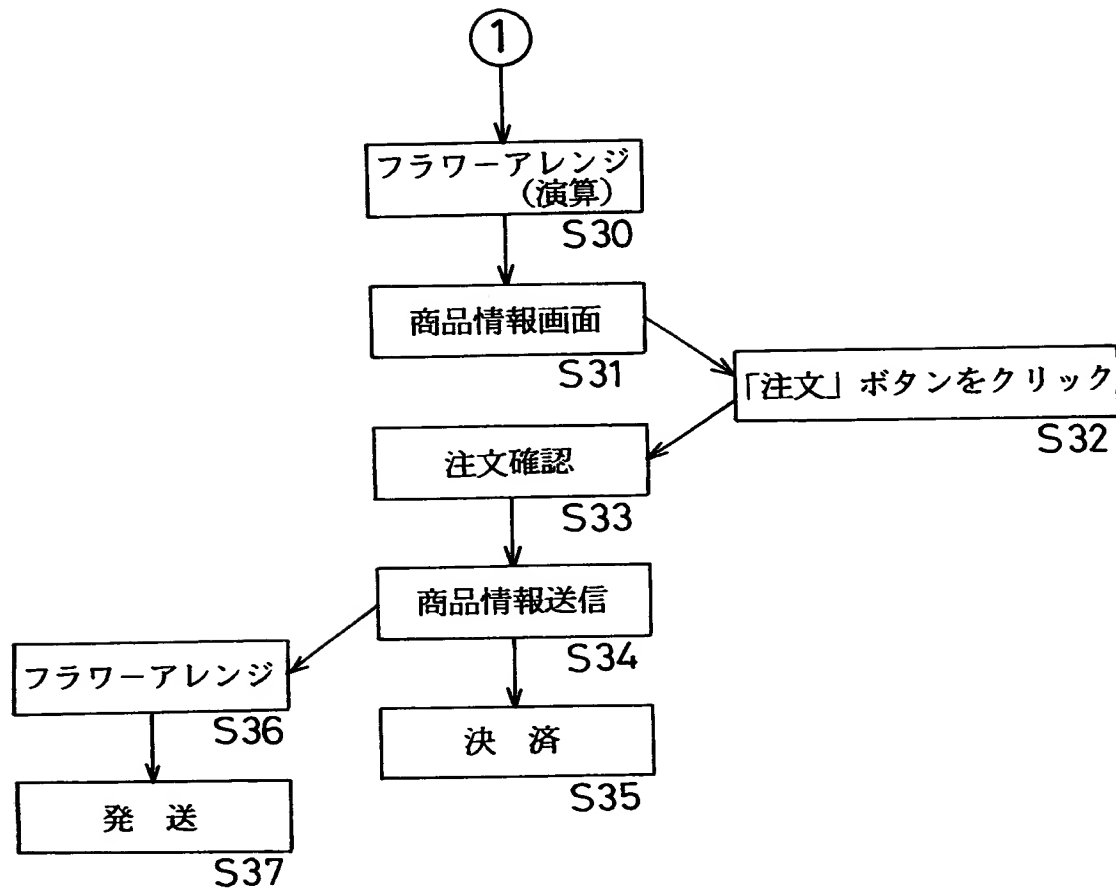 1
フラワーアレンジ
(演算)
S30
商品情報画面
S31
「注文」ボタンをクリック
S32
注文確認
S33
商品情報送信
S34
フラワーアレンジ
S36
決 済
S35
発 送
S37